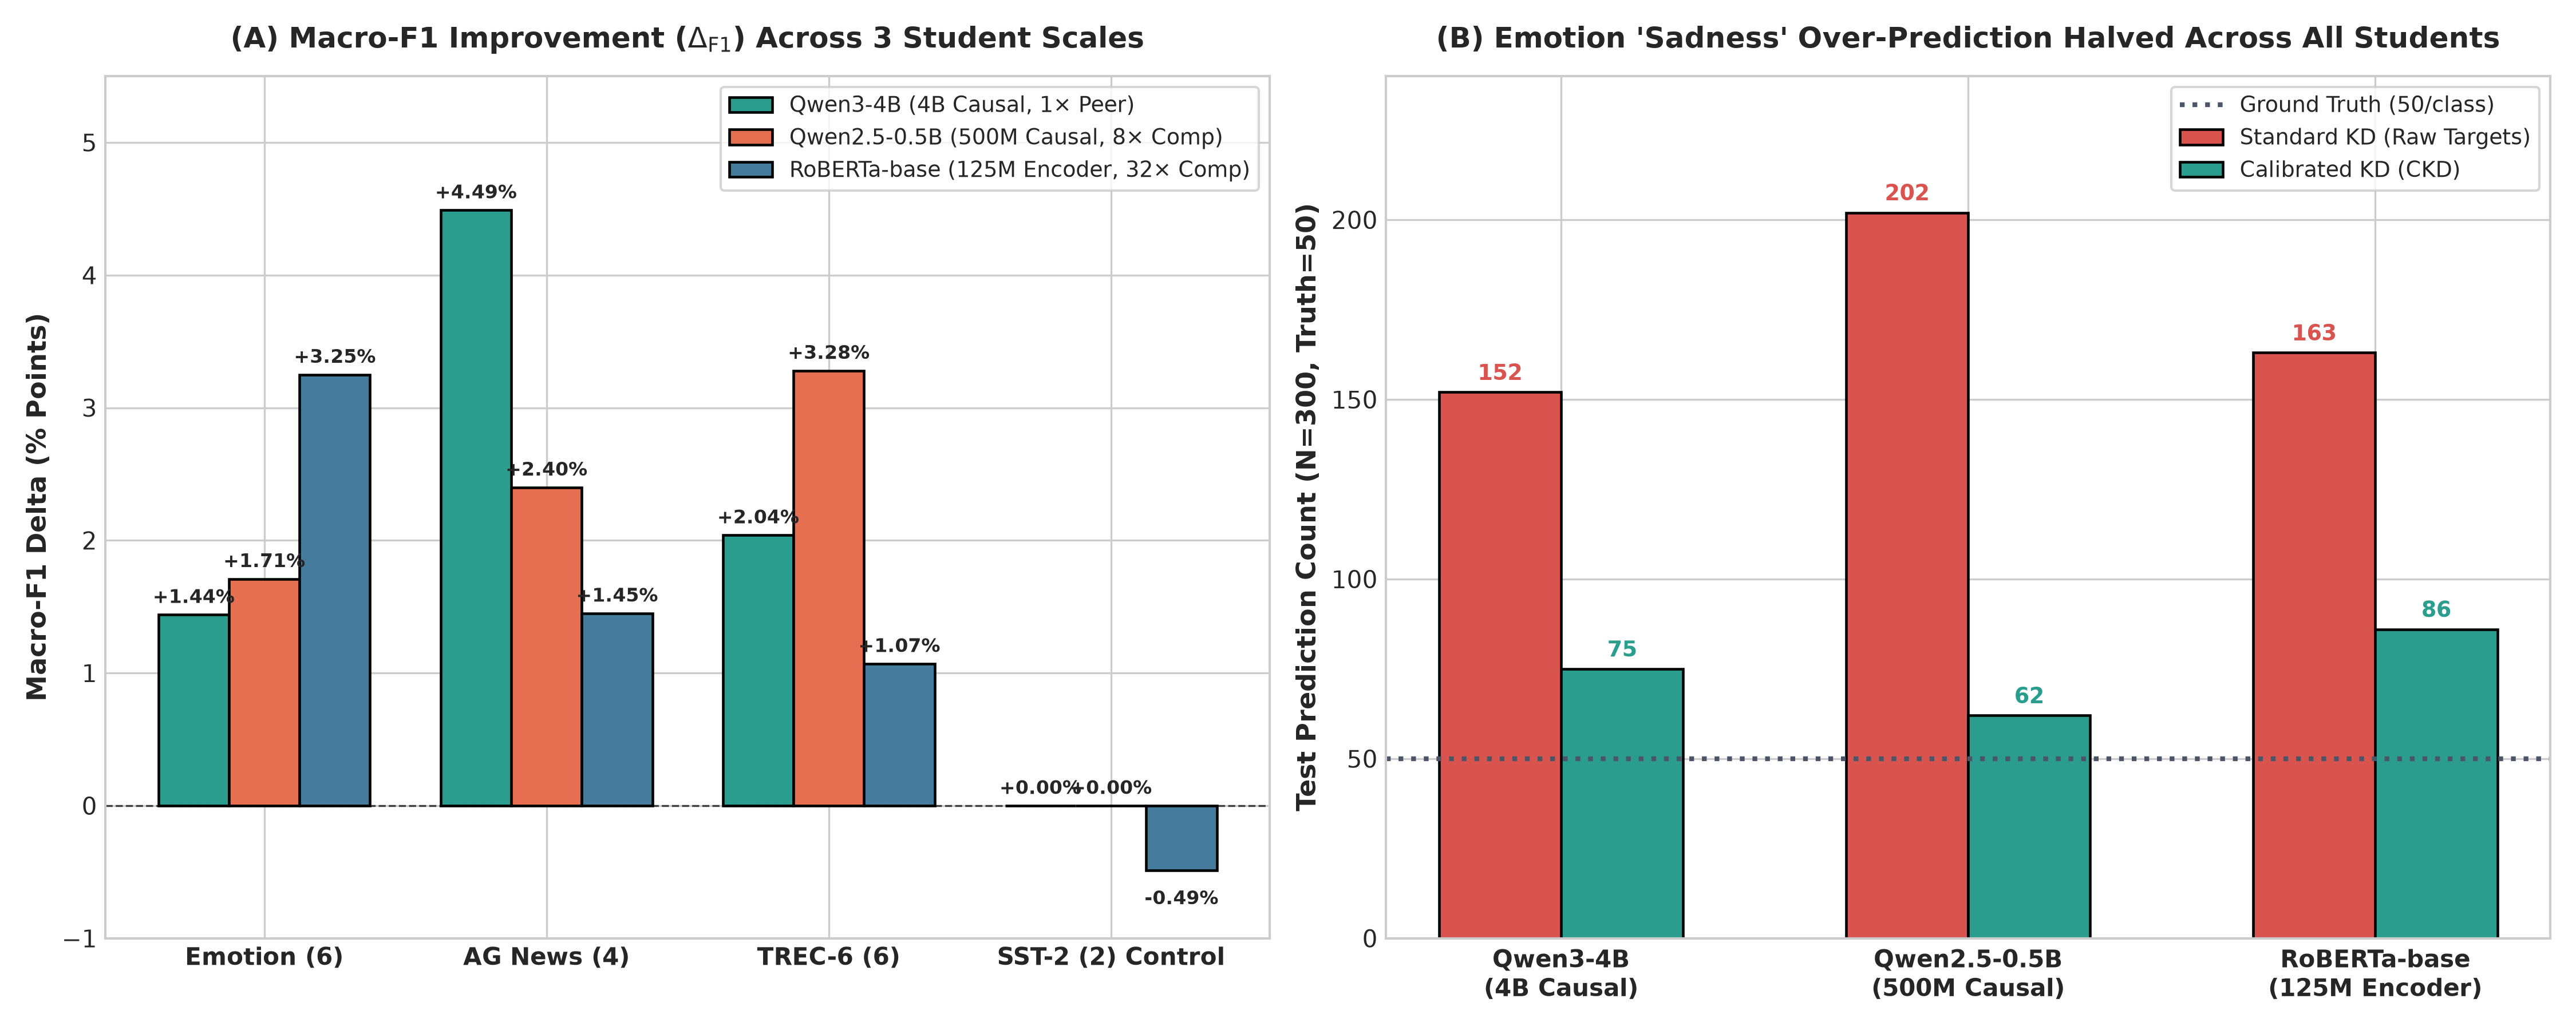 (A) Macro-F1 Improvement (Δ_F1) Across 3 Student Scales
Macro-F1 Delta (% Points)
5
4
3
2
1
0
−1
Qwen3-4B (4B Causal, 1× Peer)
Qwen2.5-0.5B (500M Causal, 8× Comp)
RoBERTa-base (125M Encoder, 32× Comp)
+1.44%
+1.71%
+3.25%
+4.49%
+2.40%
+1.45%
+2.04%
+3.28%
+1.07%
+0.00%
+0.00%
-0.49%
Emotion (6)
AG News (4)
TREC-6 (6)
SST-2 (2) Control
(B) Emotion 'Sadness' Over-Prediction Halved Across All Students
Test Prediction Count (N=300, Truth=50)
200
150
100
50
0
Ground Truth (50/class)
Standard KD (Raw Targets)
Calibrated KD (CKD)
152
75
202
62
163
86
Qwen3-4B
(4B Causal)
Qwen2.5-0.5B
(500M Causal)
RoBERTa-base
(125M Encoder)